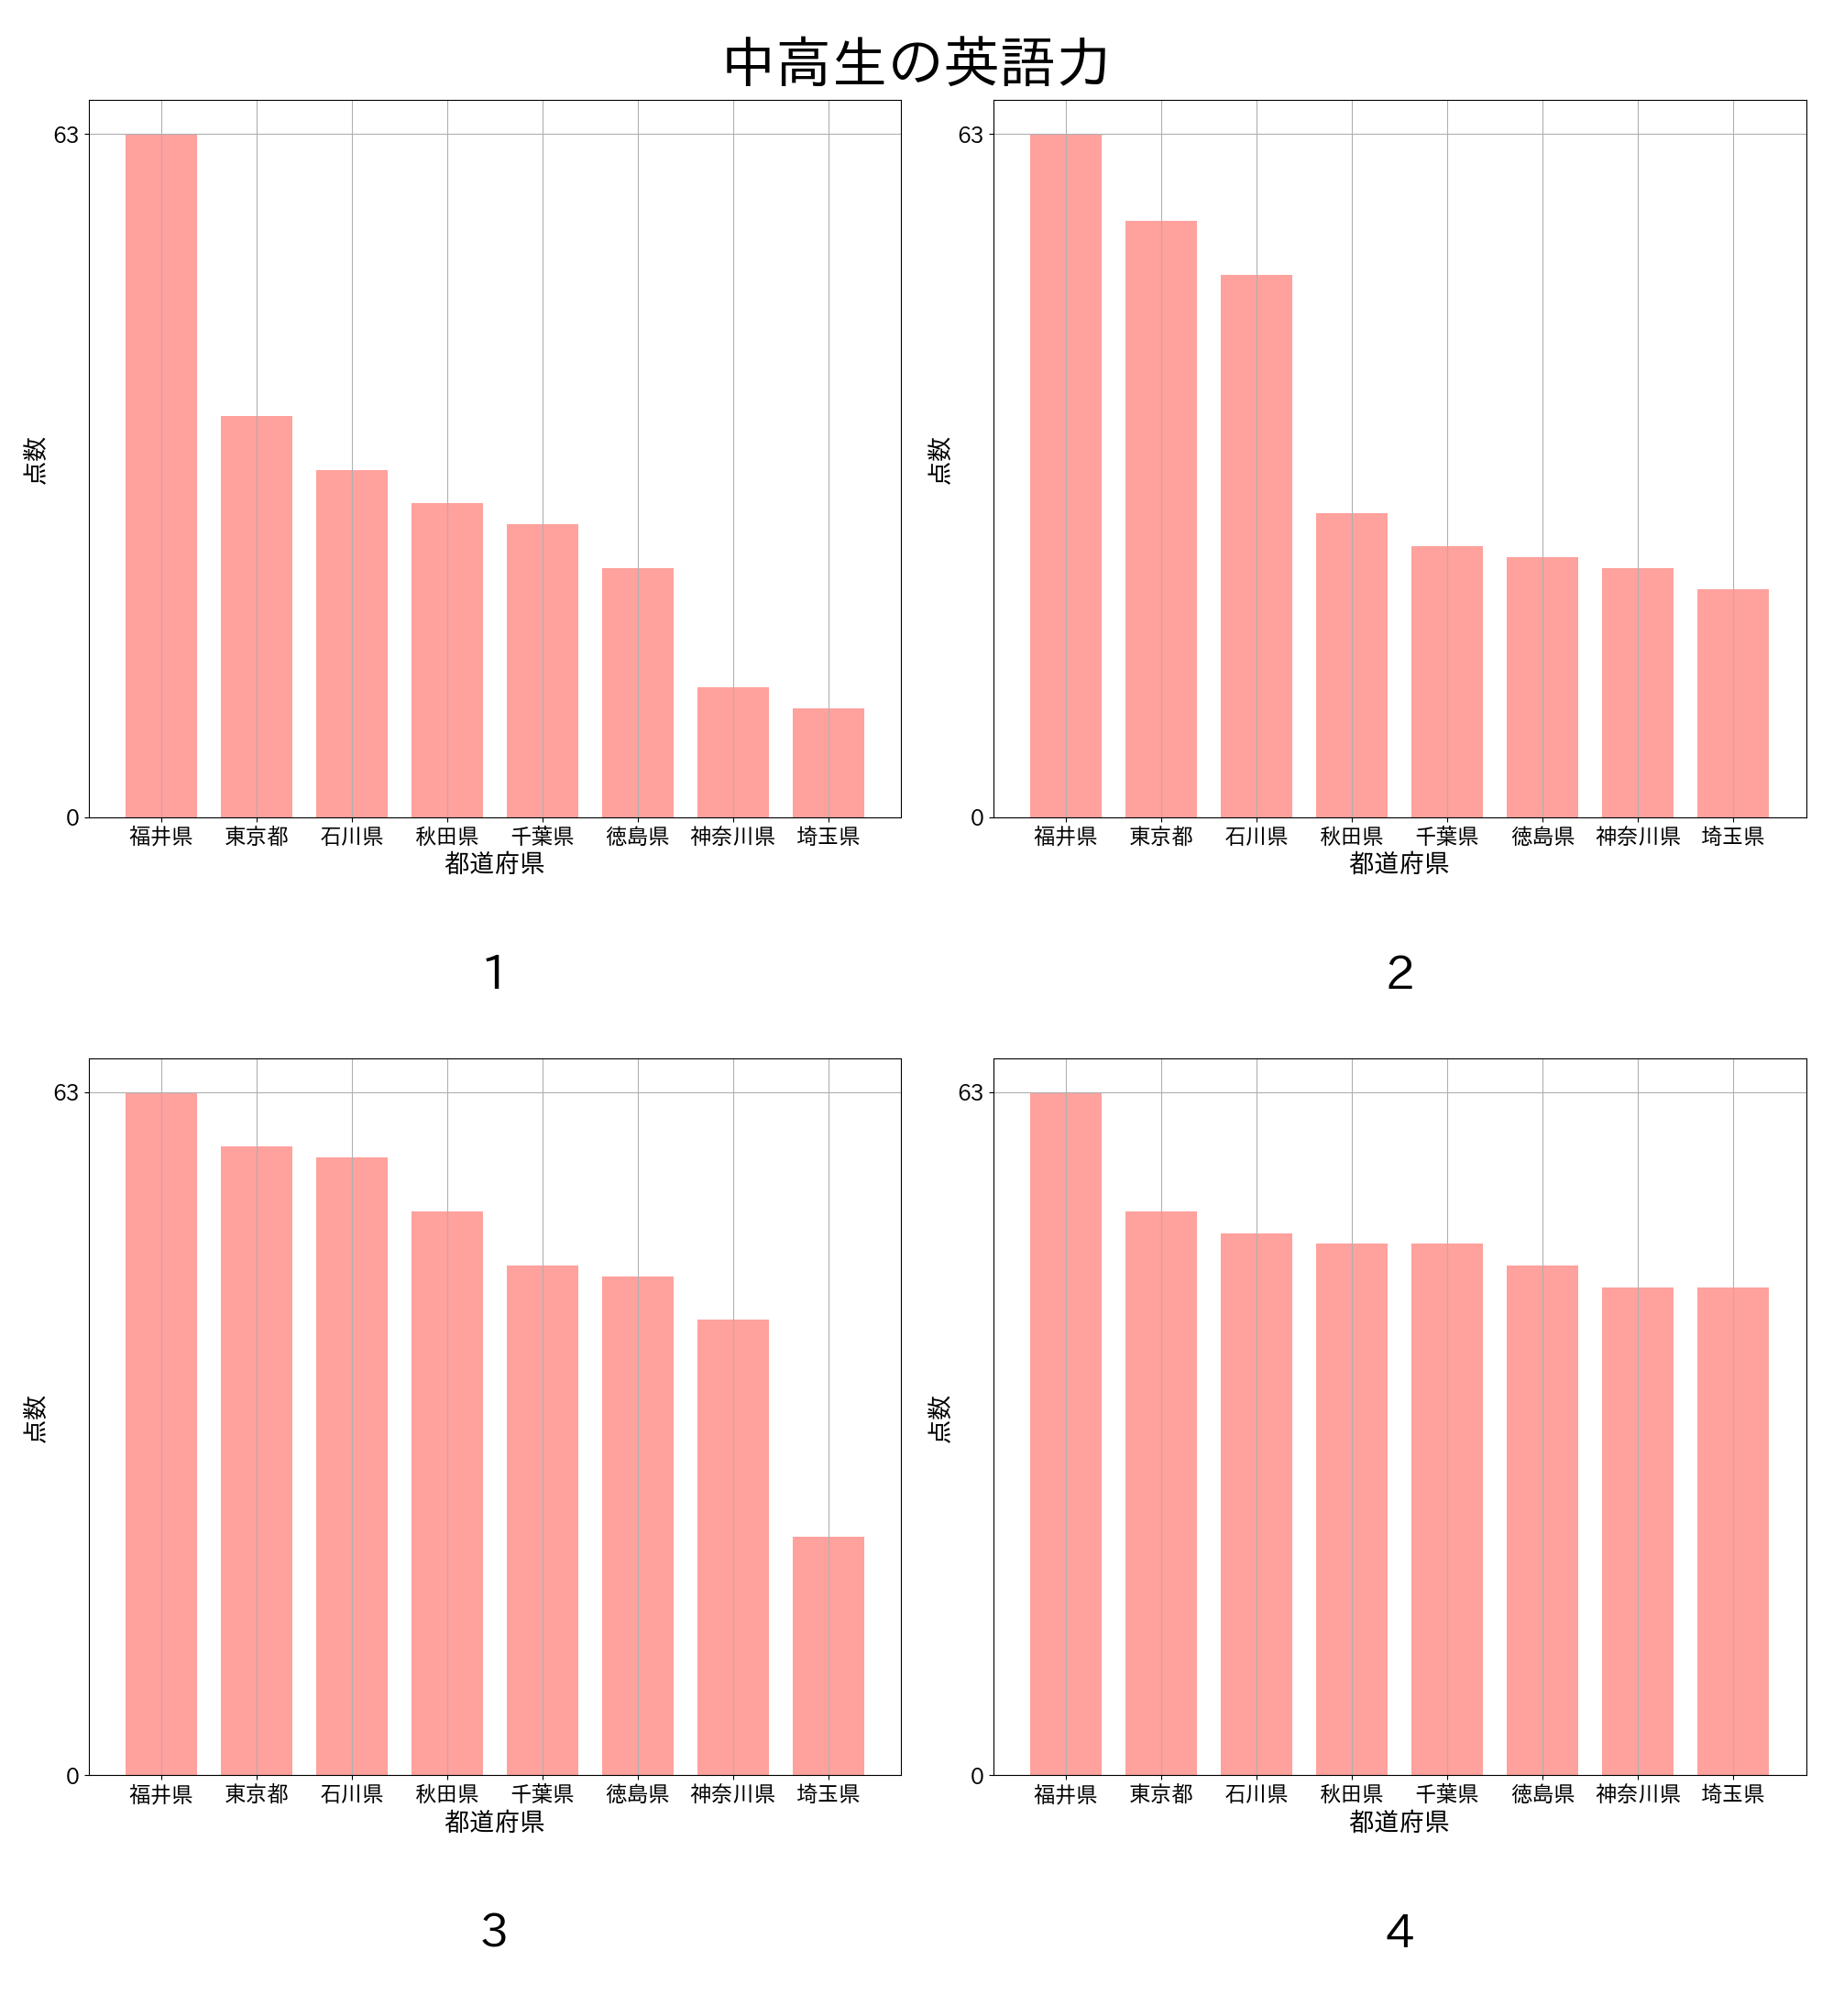 中高生の英語力
63
0
点数
福井県 東京都 石川県 秋田県 千葉県 徳島県 神奈川県 埼玉県
都道府県
1
63
0
点数
福井県 東京都 石川県 秋田県 千葉県 徳島県 神奈川県 埼玉県
都道府県
2
63
0
点数
福井県 東京都 石川県 秋田県 千葉県 徳島県 神奈川県 埼玉県
都道府県
3
63
0
点数
福井県 東京都 石川県 秋田県 千葉県 徳島県 神奈川県 埼玉県
都道府県
4